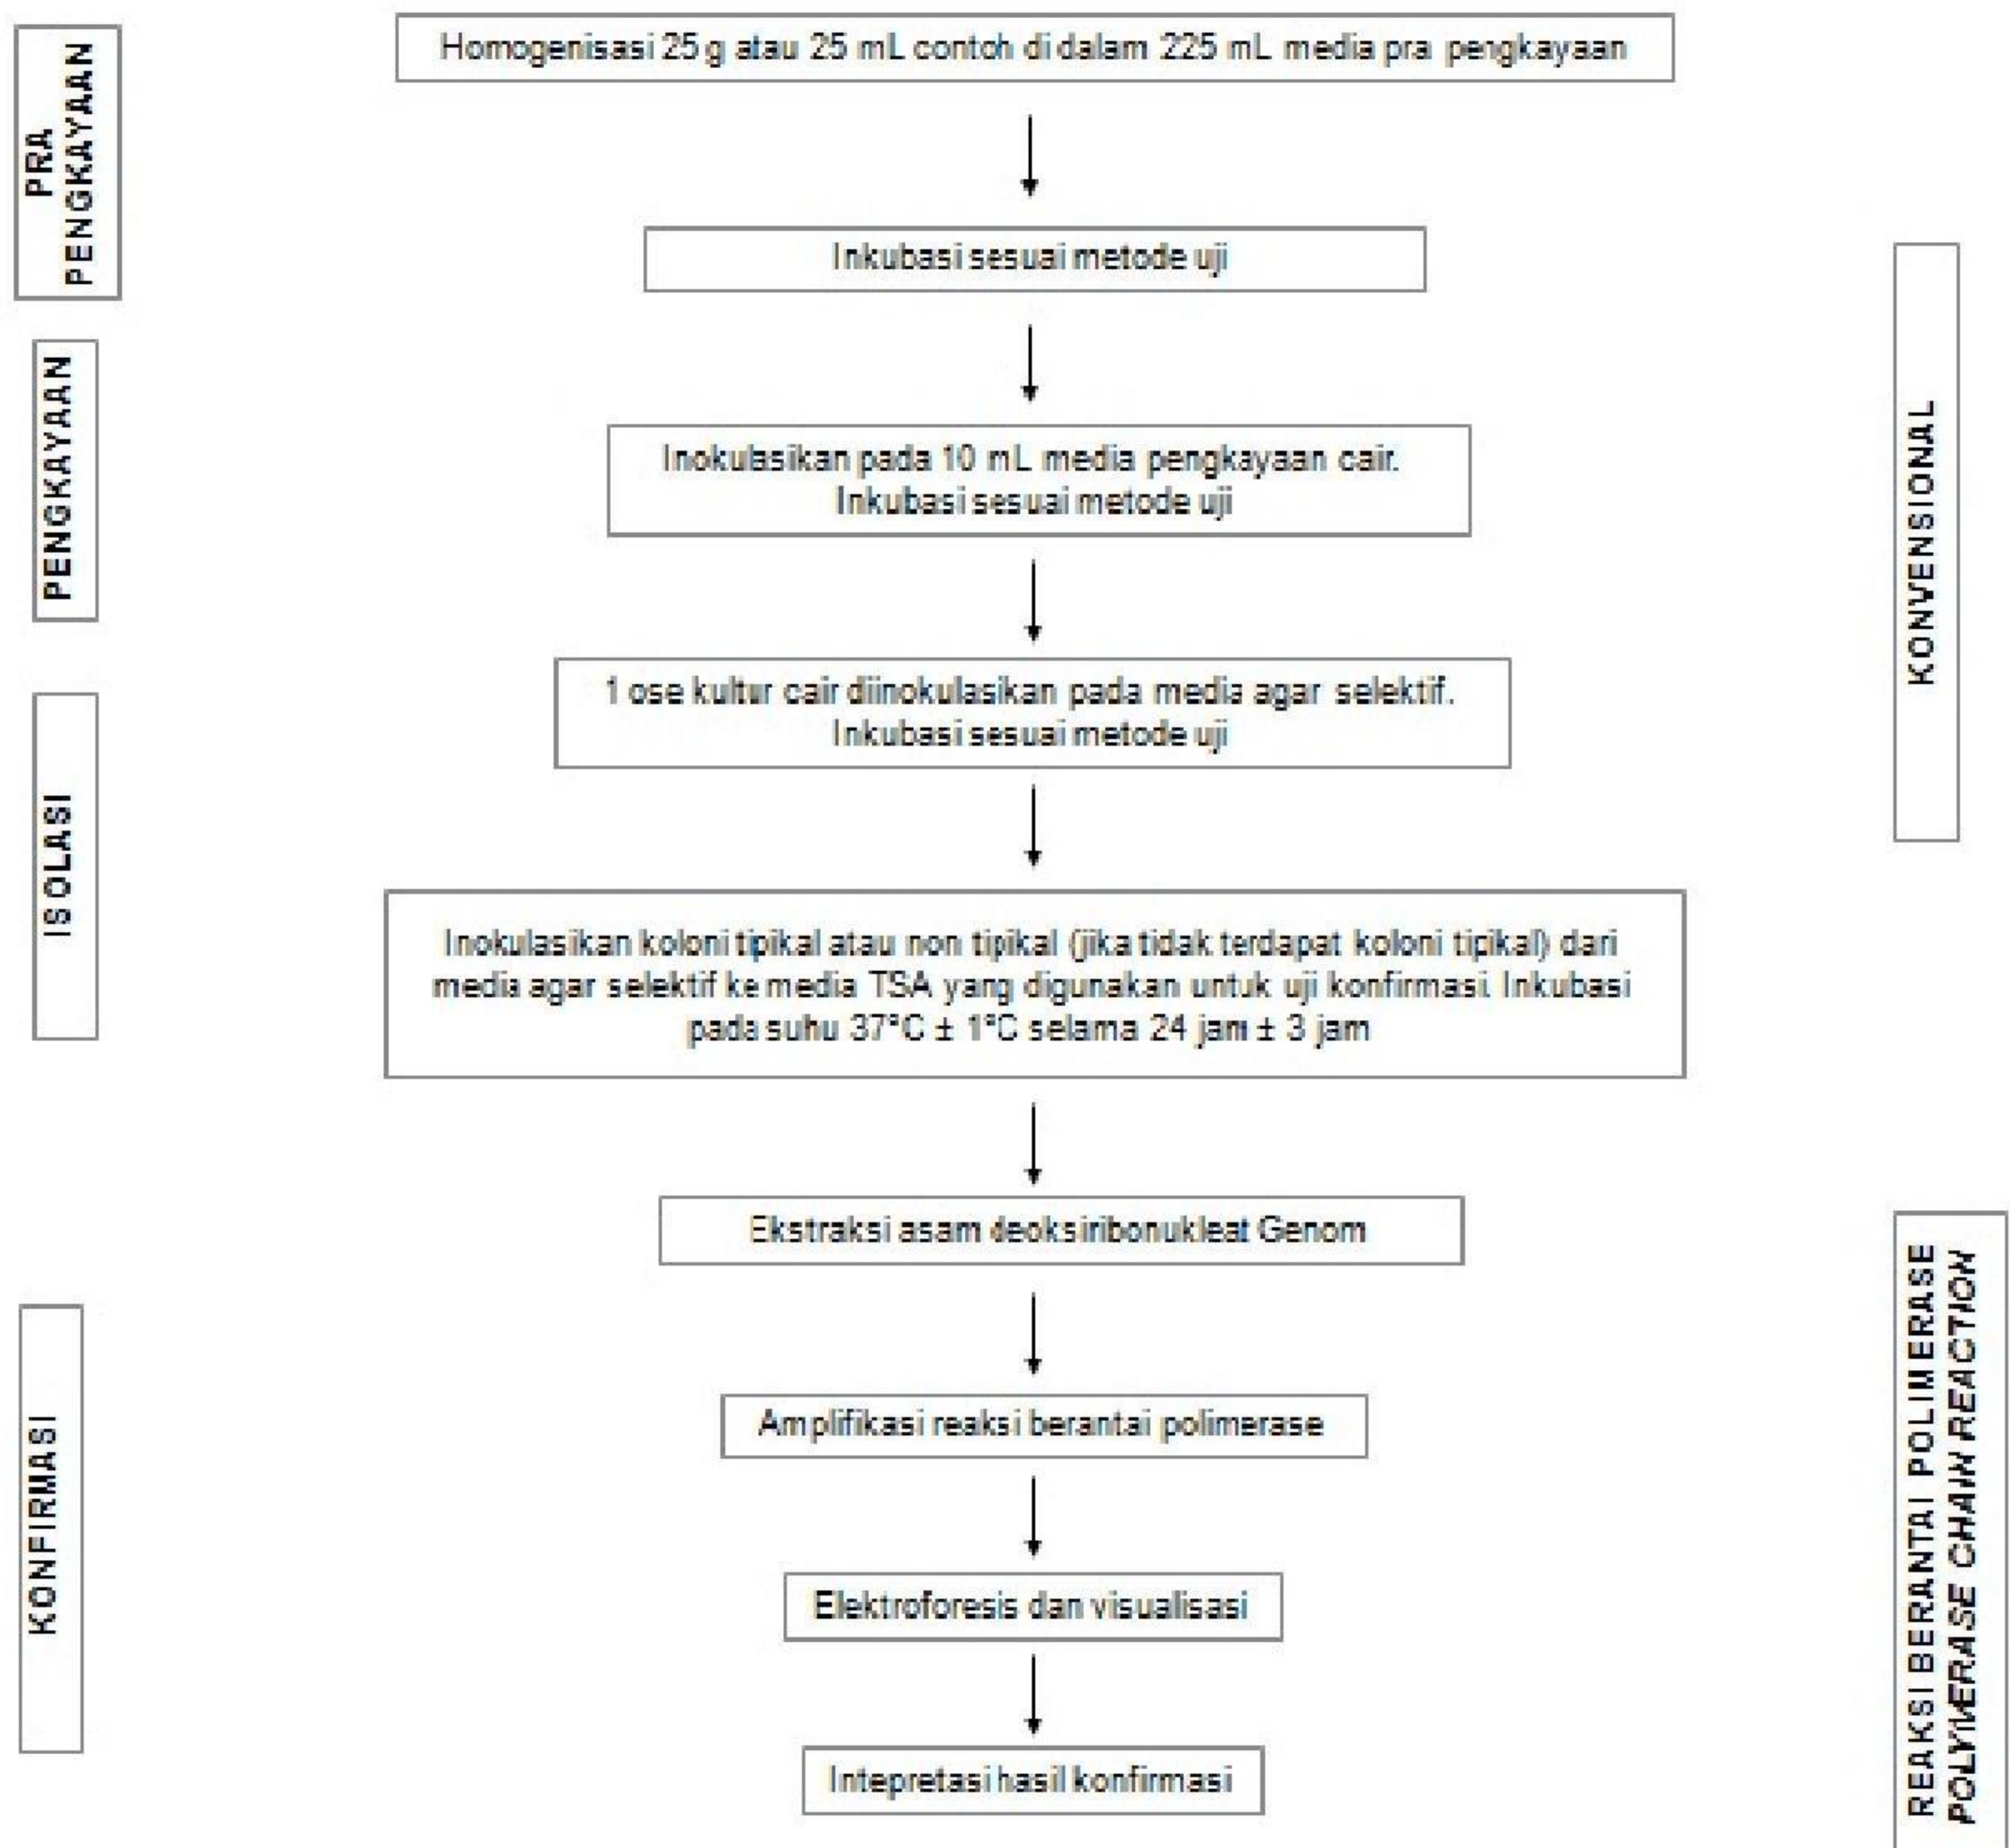 PRA
PENGKAYAAN
Homogenisasi 25 g atau 25 mL contoh di dalam 225 mL media pra pengkayaan
Inkubasi sesuai metode uji
PENGKAYAAN
Inokulasikan pada 10 mL media pengkayaan cair.
Inkubasi sesuai metode uji
KONVENSIONAL
ISOLASI
1 ose kultur cair diinokulasikan pada media agar selektif.
Inkubasi sesuai metode uji
Inokulasikan koloni tipikal atau non tipikal (jika tidak terdapat koloni tipikal) dari
media agar selektif ke media TSA yang digunakan untuk uji konfirmasi. Inkubasi
pada suhu 37°C ± 1°C selama 24 jam ± 3 jam
KONFIRMASI
Ekstraksi asam deoksiribonukleat Genom
Amplifikasi reaksi berantai polimerase
Elektroforesis dan visualisasi
Intepretasi hasil konfirmasi
REAKSI BERANTAI POLIMERASE
POLYMERASE CHAIN REACTION